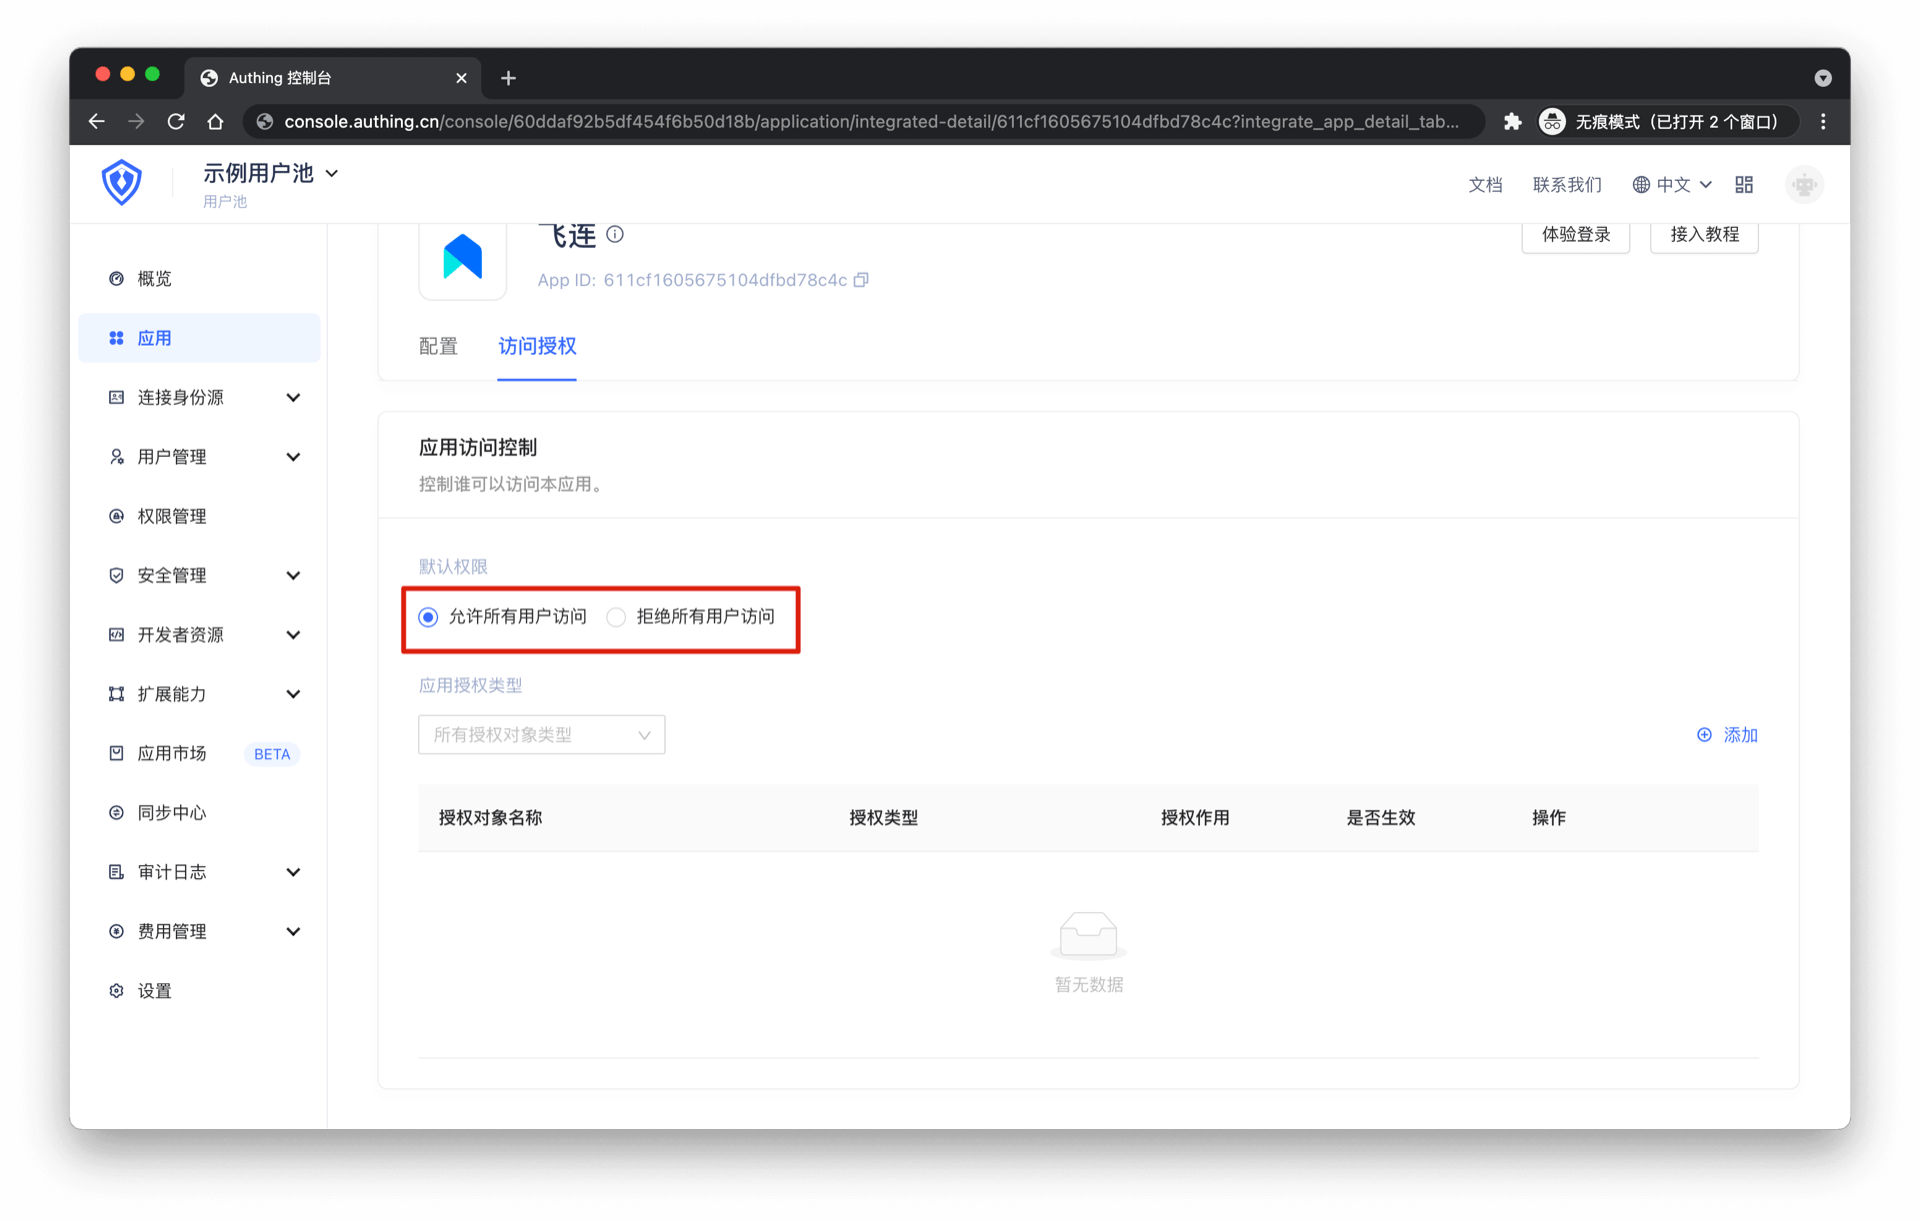 Authing 控制台
console.authing.cn/console/60ddaf92b5df454f6b50d18b/application/integrated-detail/611cf1605675104dfbd78c4c?integrate_app_detail_tab...
无痕模式（已打开 2 个窗口）
示例用户池
用户池
文档
联系我们
中文
概览
应用
连接身份源
用户管理
权限管理
安全管理
开发者资源
扩展能力
应用市场 BETA
同步中心
审计日志
费用管理
设置
飞连
App ID: 611cf1605675104dfbd78c4c
体验登录
接入教程
配置
访问授权
应用访问控制
控制谁可以访问本应用。
默认权限
允许所有用户访问
拒绝所有用户访问
应用授权类型
所有授权对象类型
添加
授权对象名称 授权类型 授权作用 是否生效 操作
暂无数据